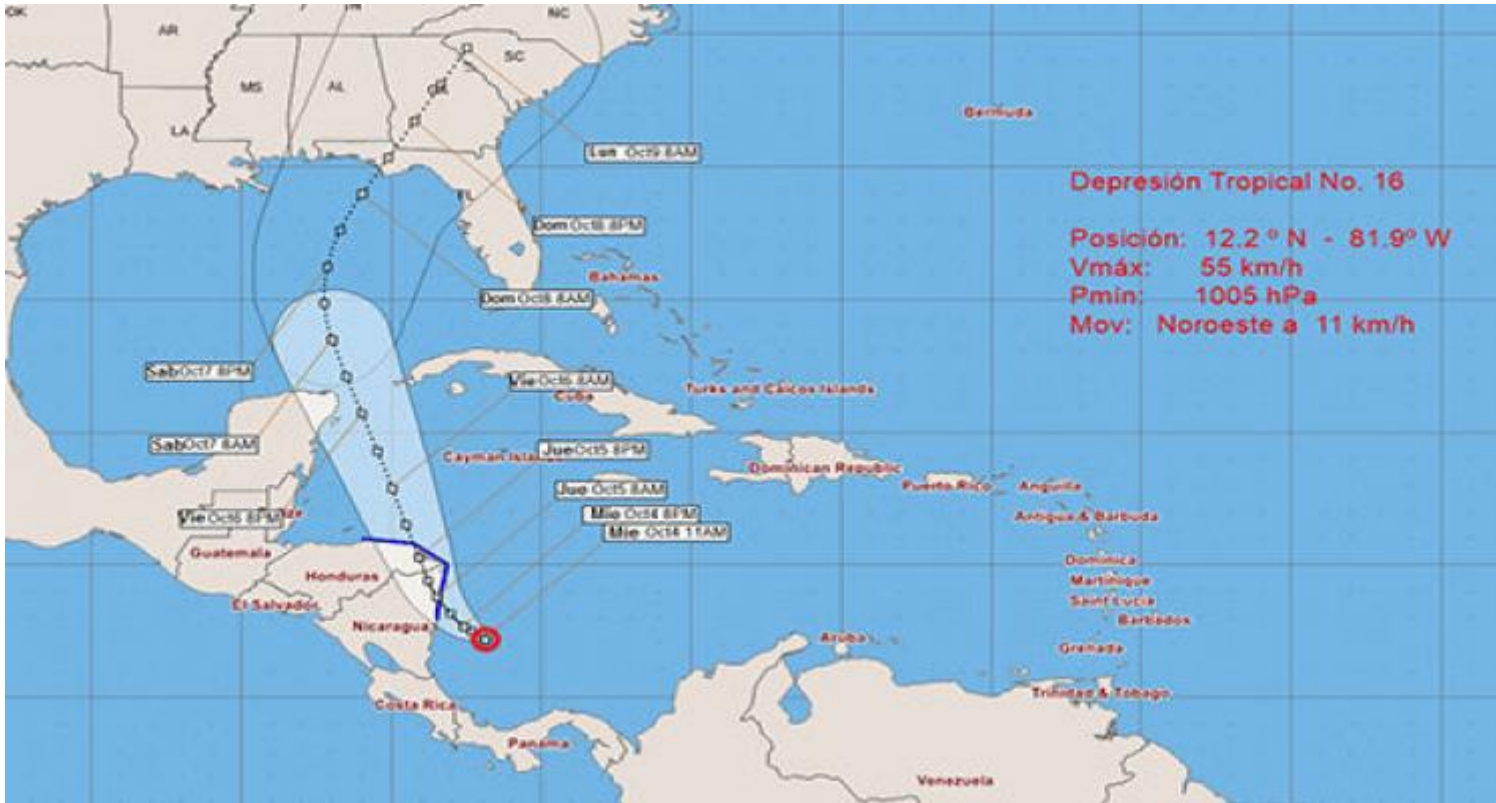 OK
AR
TN
NC
SC
MS
AL
LA
FL
Bermuda
Lun Oct9 8AM
Depresión Tropical No. 16
Posición: 12.2 º N - 81.9º W
Vmáx: 55 km/h
Pmin: 1005 hPa
Mov: Noroeste a 11 km/h
Dom Oct8 8PM
Bahamas
Dom Oct8 8AM
Sab Oct7 8PM
Vie Oct6 8AM
Cuba
Turks and Caicos Islands
Sab Oct7 8AM
Cayman
Jue Oct5 8PM
Dominican Republic
Puerto Rico
Anguilla
Jue Oct5 8AM
Vie Oct6 8PM
Mie Oct4 8PM
Antigua & Barbuda
Mie Oct4 11AM
Guatemala
Dominica
Honduras
Martinique
El Salvador
Saint Lucia
Nicaragua
Barbados
Aruba
Grenada
Trinidad & Tobago
Costa Rica
Panama
Venezuela